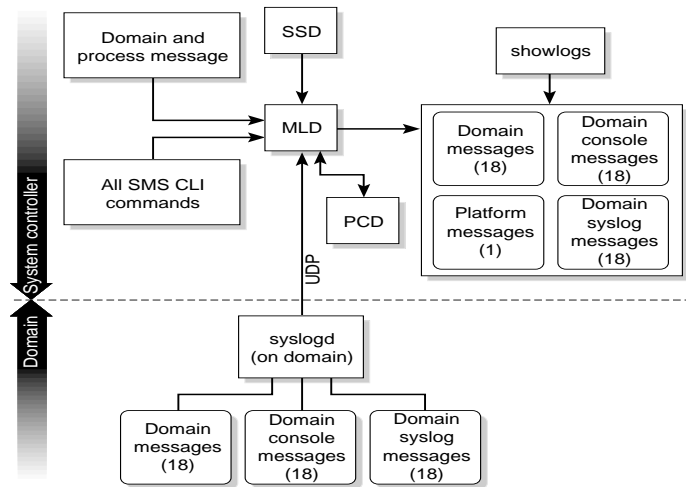 Domain and
process message
SSD
showlogs
MLD
All SMS CLI
commands
PCD
Domain
messages
(18)
Domain
console
messages
(18)
Platform
messages
(1)
Domain
syslog
messages
(18)
System controller
UDP
Domain
syslogd
(on domain)
Domain
messages
(18)
Domain
console
messages
(18)
Domain
syslog
messages
(18)